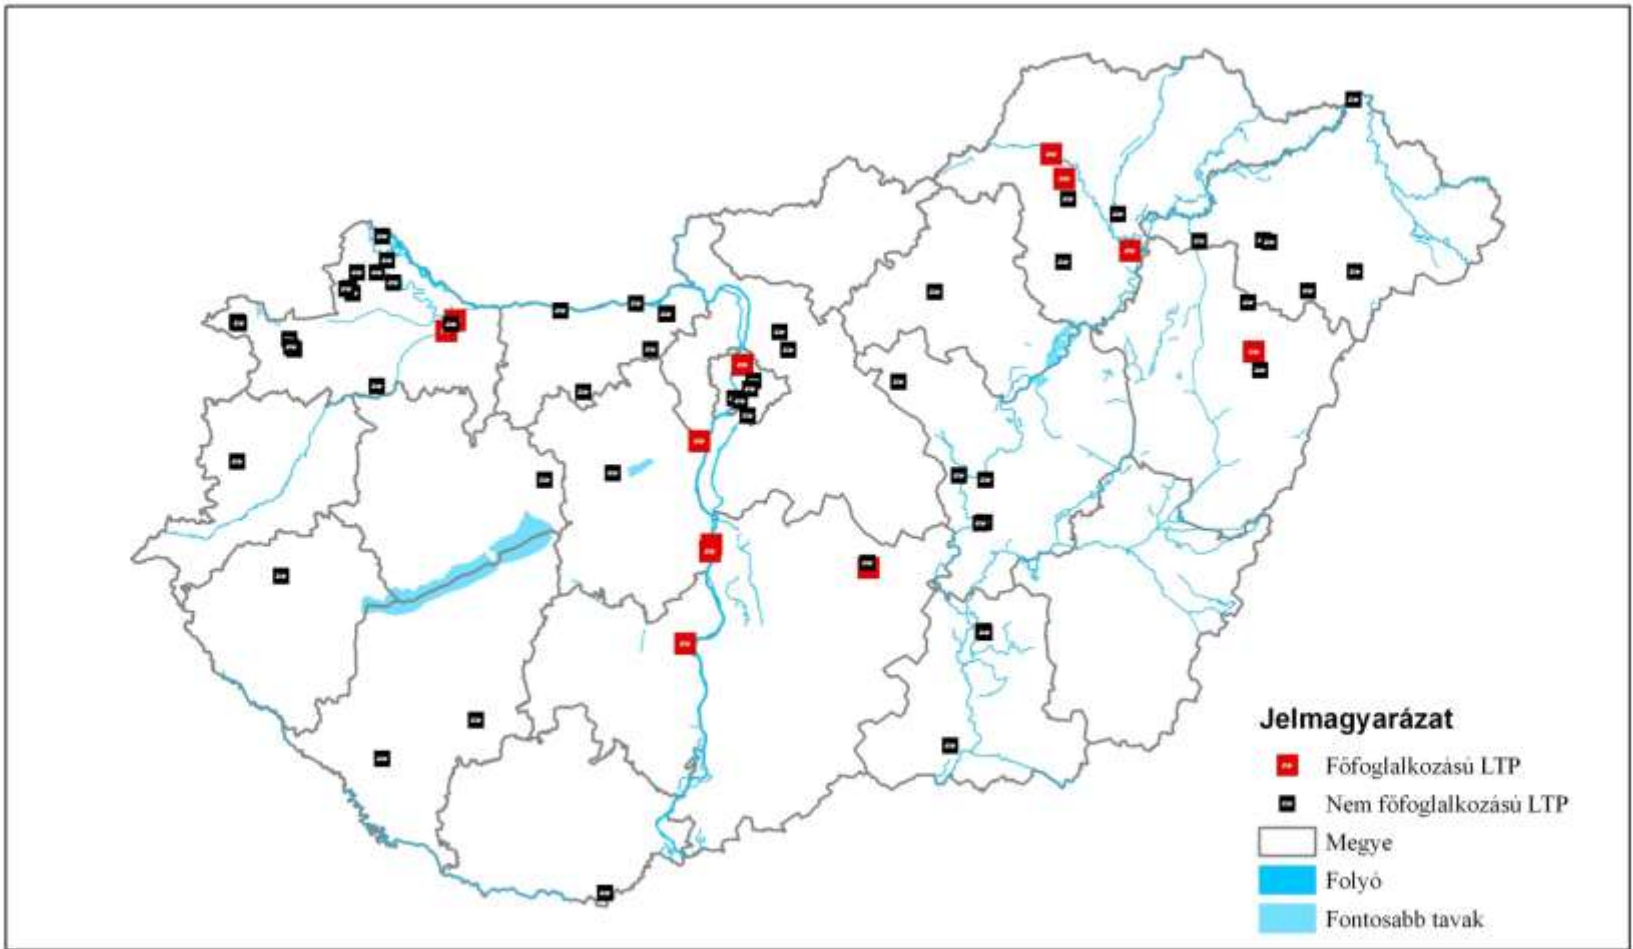 Jelmagyarázat
Főfoglalkozású LTP
Nem főfoglalkozású LTP
Megye
Folyó
Fontosabb tavak